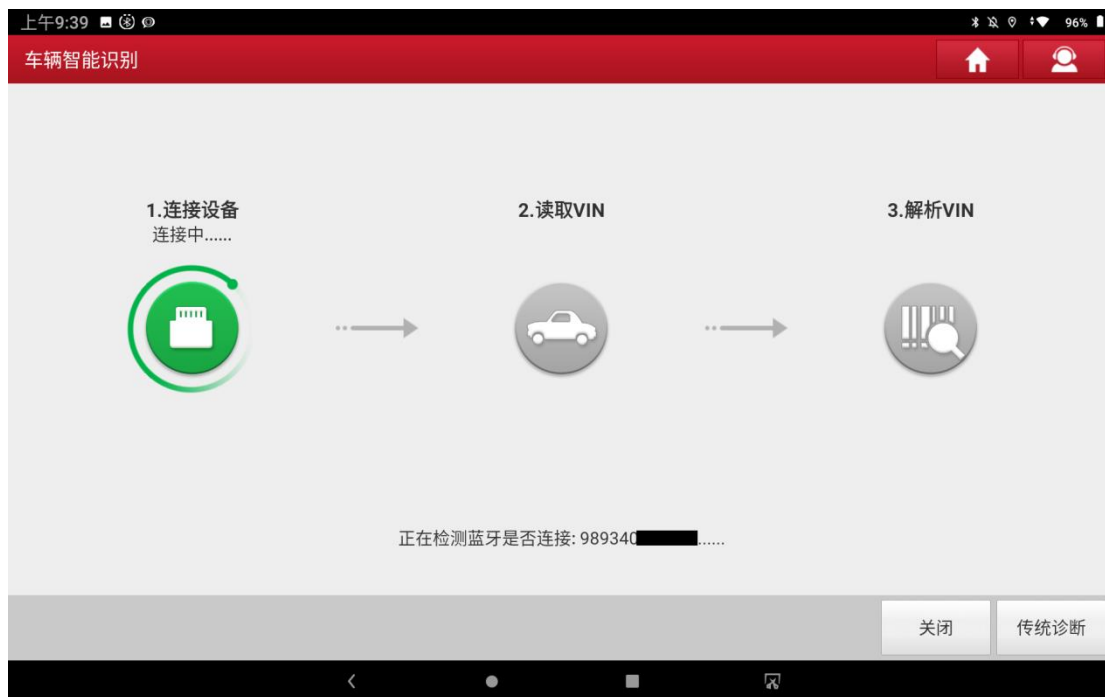 上午9:39
96%
车辆智能识别
1.连接设备
连接中......
2.读取VIN
3.解析VIN
正在检测蓝牙是否连接: 989340......
关闭
传统诊断